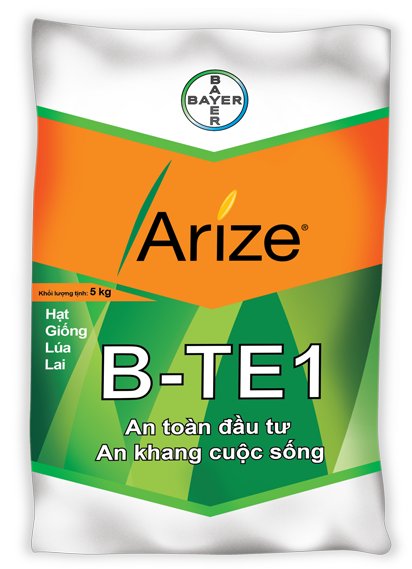 BAYER
BAYER
Arize®
Khối lượng tịnh: 5 kg
Hạt
Giống
Lúa
Lai
B-TE1
An toàn đầu tư
An khang cuộc sống